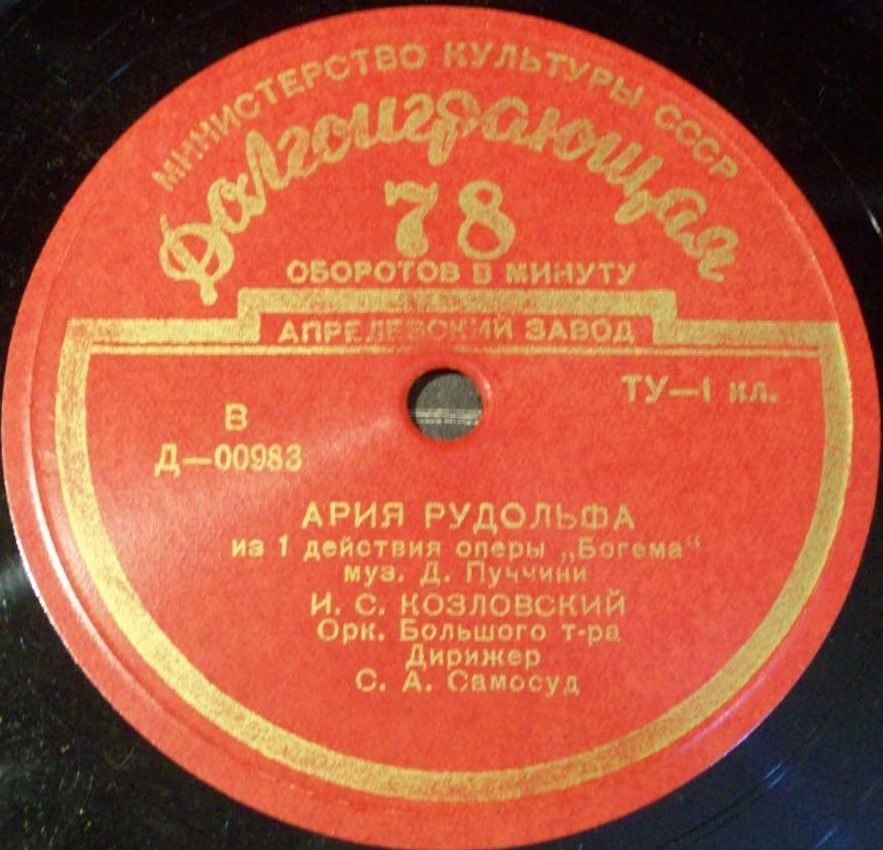 МИНИСТЕРСТВО КУЛЬТУРЫ СССР
Долгоиграющая
78
ОБОРОТОВ В МИНУТУ
АПРЕЛЕВСКИЙ ЗАВОД
ТУ—1 кл.
В
Д—00983
АРИЯ РУДОЛЬФА
из 1 действия оперы „Богема“
муз. Д. Пуччини
И. С. КОЗЛОВСКИЙ
Орк. Большого т-ра
Дирижер
С. А. Самосуд